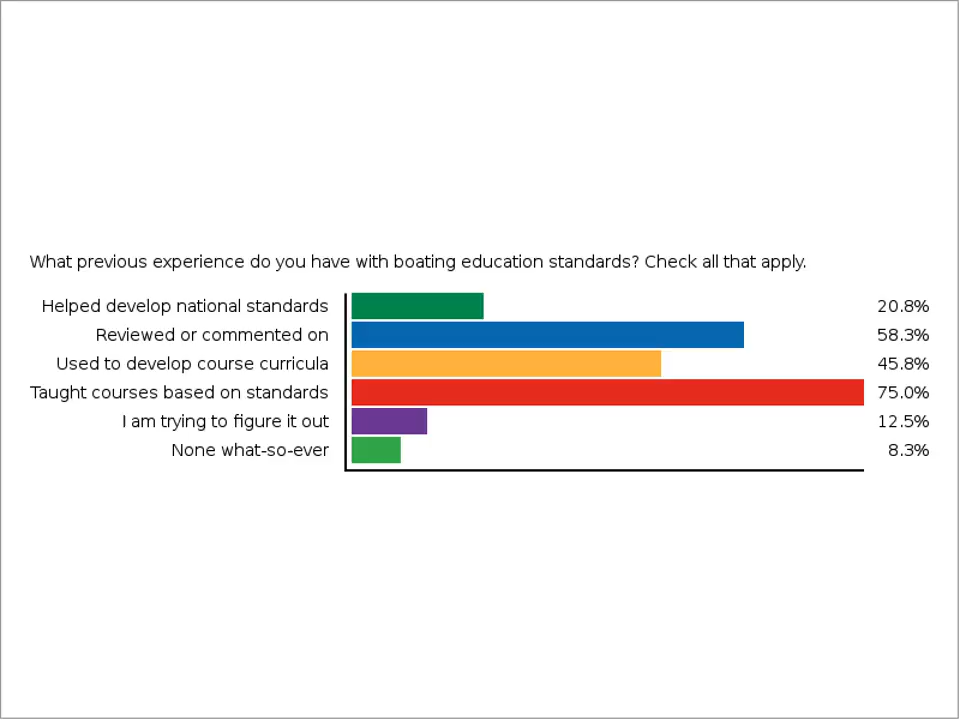 What previous experience do you have with boating education standards? Check all that apply.
Helped develop national standards 20.8%
Reviewed or commented on 58.3%
Used to develop course curricula 45.8%
Taught courses based on standards 75.0%
I am trying to figure it out 12.5%
None what-so-ever 8.3%